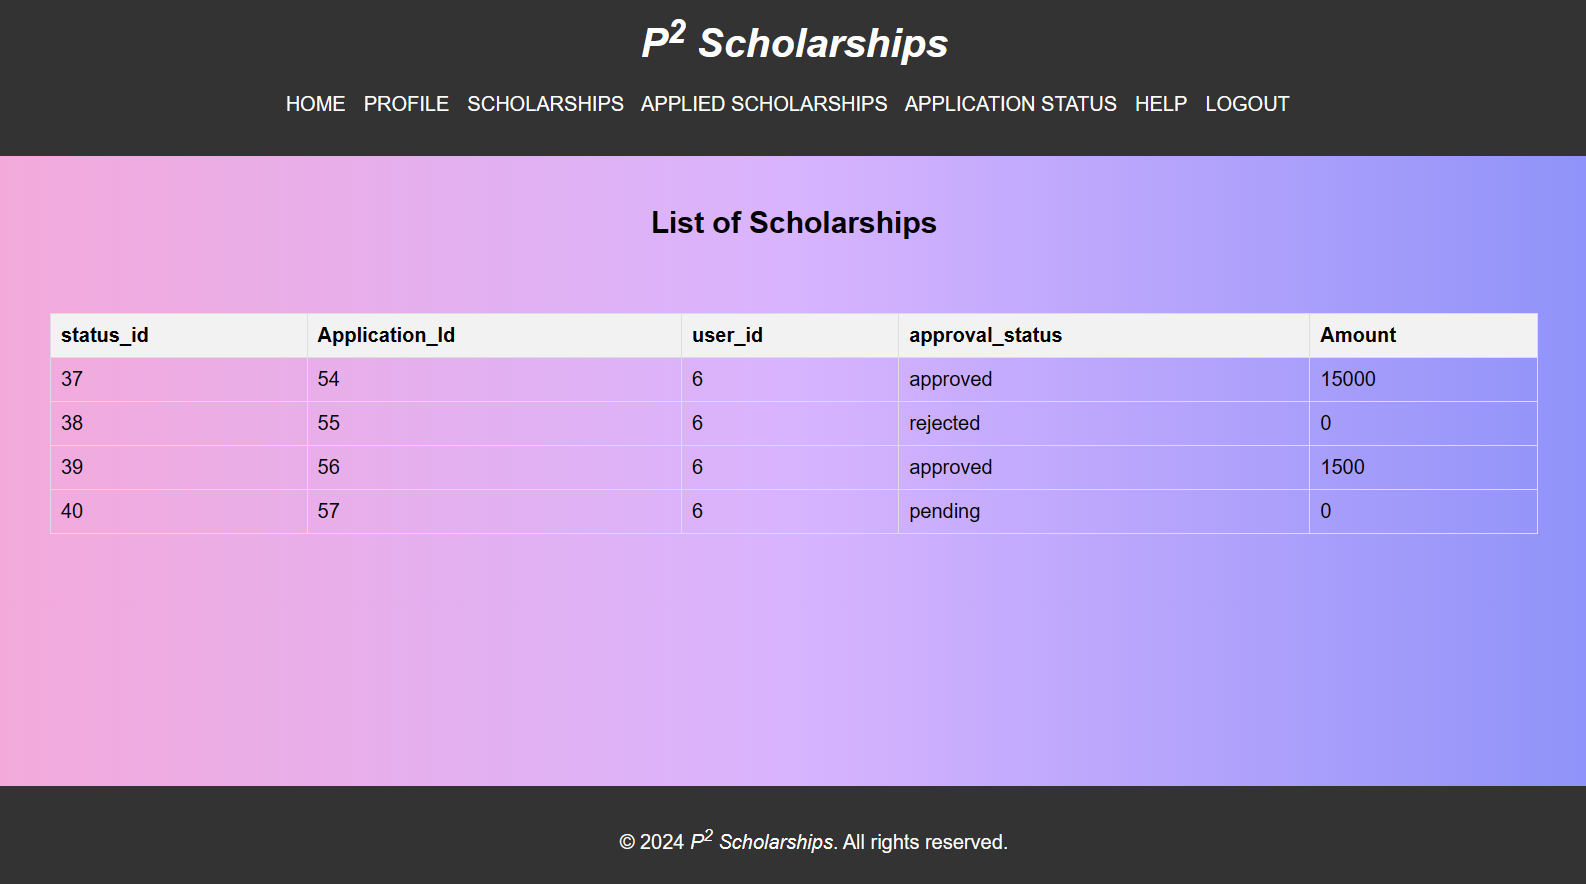 P² Scholarships
HOME PROFILE SCHOLARSHIPS APPLIED SCHOLARSHIPS APPLICATION STATUS HELP LOGOUT
List of Scholarships
status_id Application_Id user_id approval_status Amount
37 54 6 approved 15000
38 55 6 rejected 0
39 56 6 approved 1500
40 57 6 pending 0
© 2024 P² Scholarships. All rights reserved.